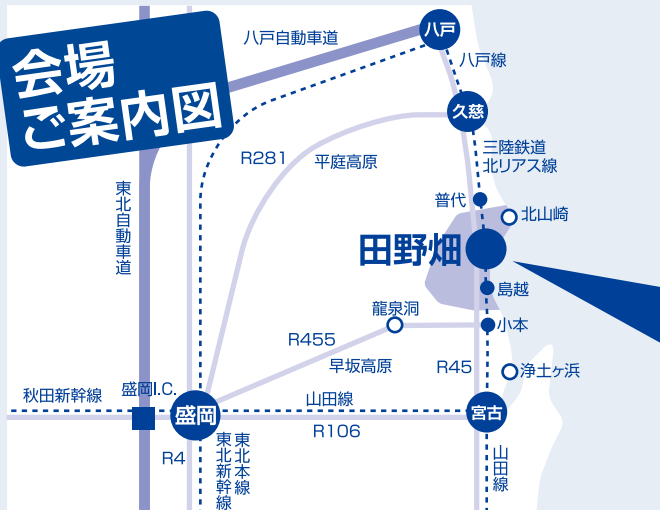 会場
ご案内図
八戸自動車道
八戸
八戸線
久慈
R281
平庭高原
三陸鉄道
北リアス線
東北自動車道
普代
北山崎
田野畑
島越
龍泉洞
小本
R455
早坂高原
R45
浄土ヶ浜
秋田新幹線
盛岡I.C.
盛岡
山田線
宮古
R106
R4
東北新幹線
東北本線
山田線